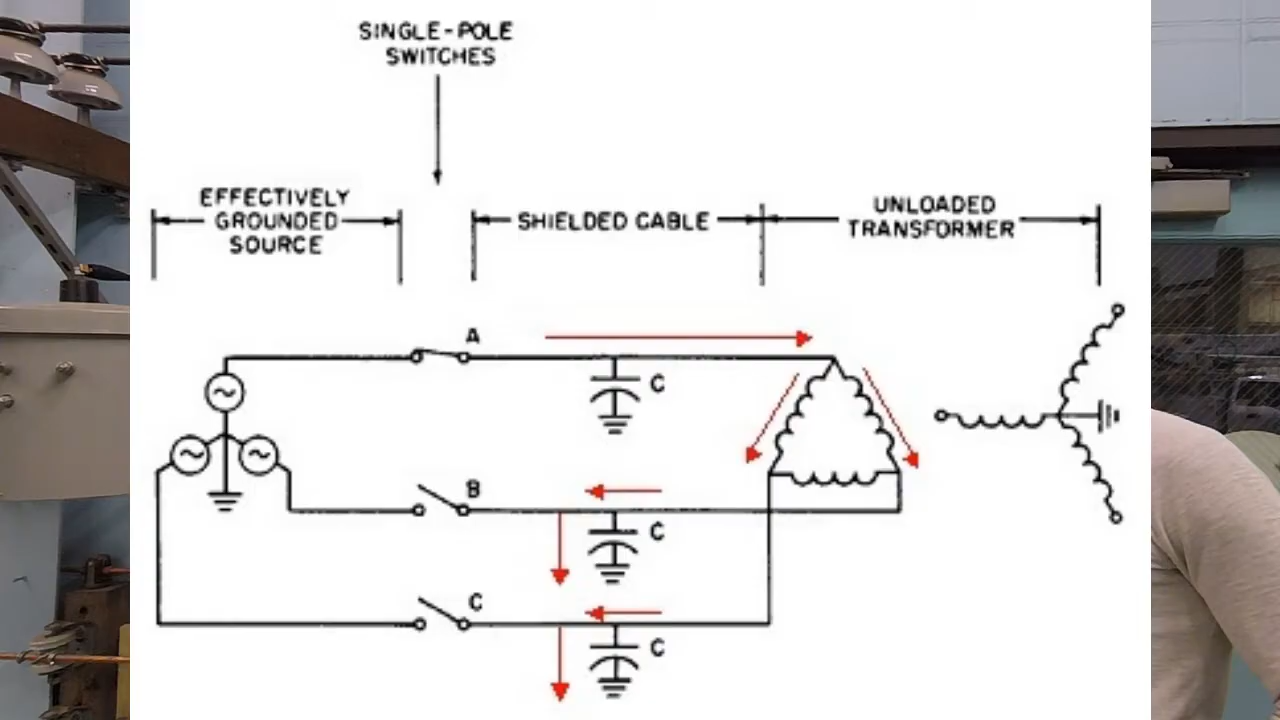 SINGLE-POLE
SWITCHES
EFFECTIVELY
GROUNDED
SOURCE
SHIELDED CABLE
UNLOADED
TRANSFORMER
A
C
B
C
C
C